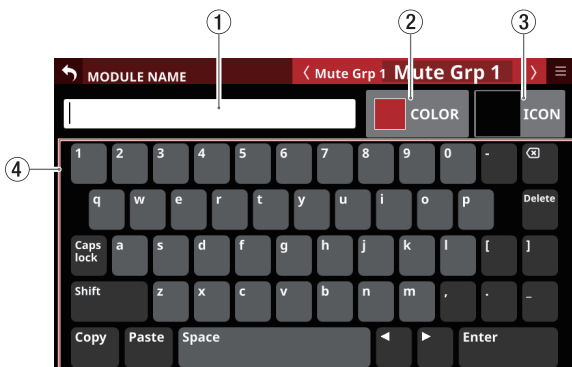 ① ② ③
MODULE NAME 〈 Mute Grp 1 Mute Grp 1 〉 ≡
COLOR ICON
④
1 2 3 4 5 6 7 8 9 0 -
q w e r t y u i o p Delete
Caps lock a s d f g h j k l [ ]
Shift z x c v b n m , . _
Copy Paste Space ◀ ▶ Enter